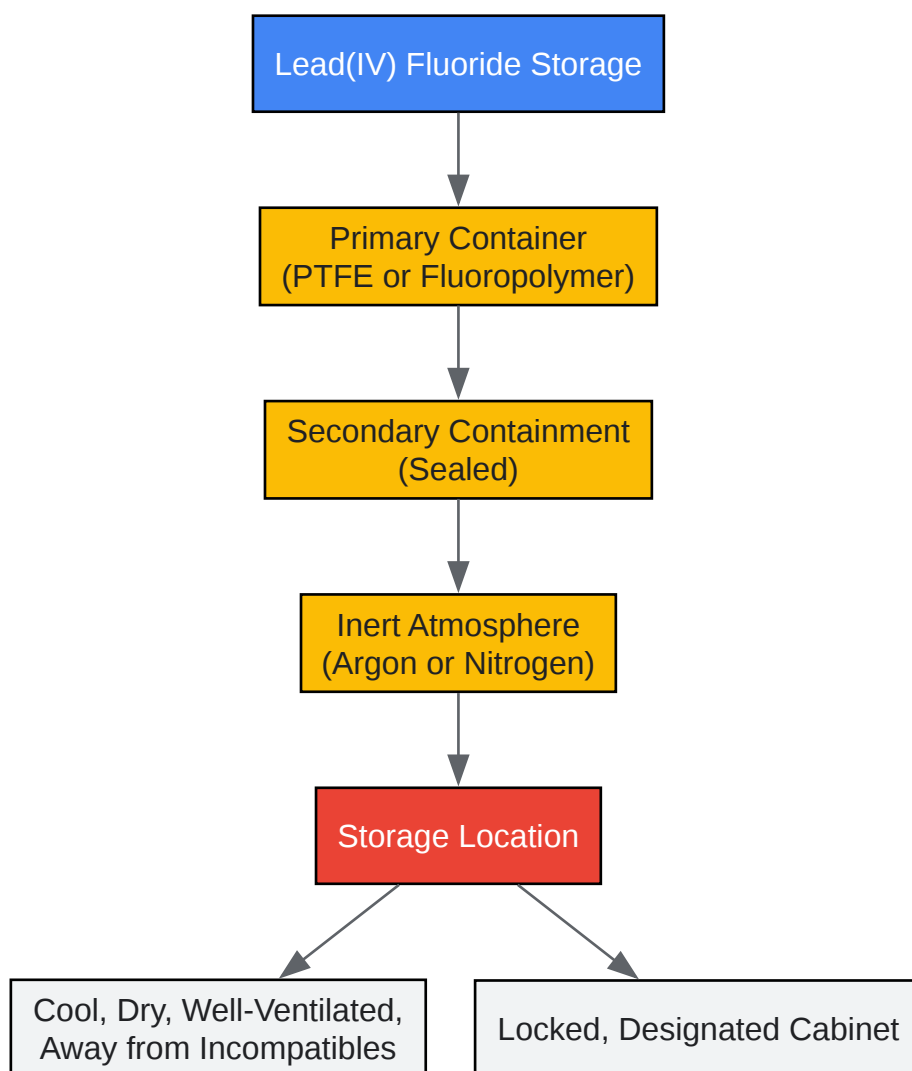 Lead(IV) Fluoride Storage
Primary Container
(PTFE or Fluoropolymer)
Secondary Containment
(Sealed)
Inert Atmosphere
(Argon or Nitrogen)
Storage Location
Cool, Dry, Well-Ventilated,
Away from Incompatibles
Locked, Designated Cabinet